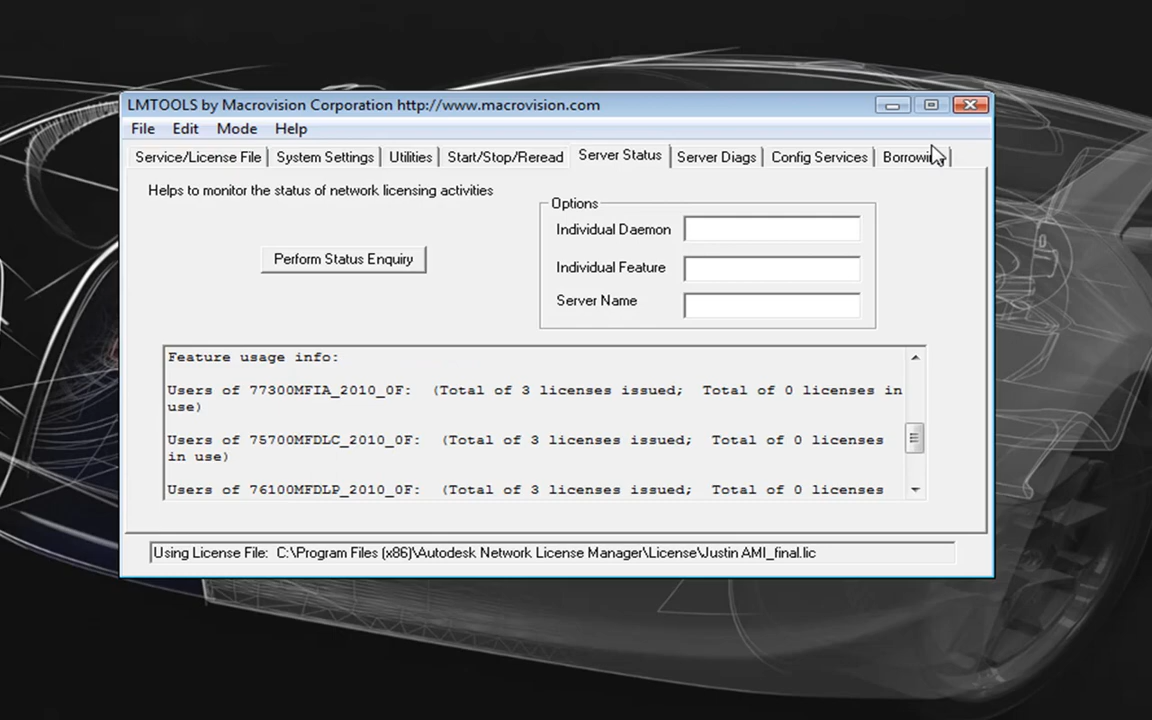 LMTOOLS by Macrovision Corporation http://www.macrovision.com
File Edit Mode Help
Service/License File System Settings Utilities Start/Stop/Reread Server Status Server Diags Config Services Borrowing
Helps to monitor the status of network licensing activities
Options
Individual Daemon
Perform Status Enquiry
Individual Feature
Server Name
Feature usage info:
Users of 77300MFIA_2010_0F: (Total of 3 licenses issued; Total of 0 licenses in
use)
Users of 75700MFDLC_2010_0F: (Total of 3 licenses issued; Total of 0 licenses
in use)
Users of 76100MFDLP_2010_0F: (Total of 3 licenses issued; Total of 0 licenses
Using License File: C:\Program Files (x86)\Autodesk Network License Manager\License\Justin AMI_final.lic